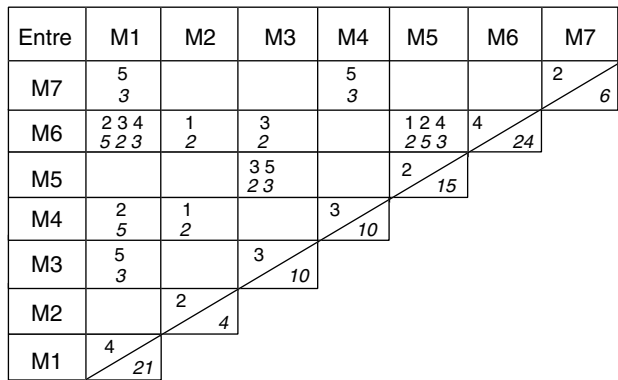 Entre M1 M2 M3 M4 M5 M6 M7
M7 5 5 2
3 3 6
M6 2 3 4 1 3 1 2 4 4
5 2 3 2 2 2 5 3 24
M5 3 5 2
2 3 15
M4 2 1 3
5 2 10
M3 5 3
3 10
M2 2
4
M1 4
21